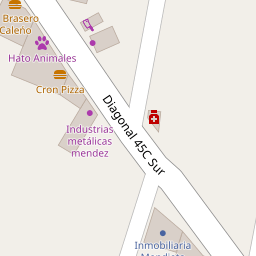 Brasero
Caleño
Hato Animales
Cron Pizza
Industrias
metálicas
mendez
Diagonal 45C Sur
Inmobiliaria